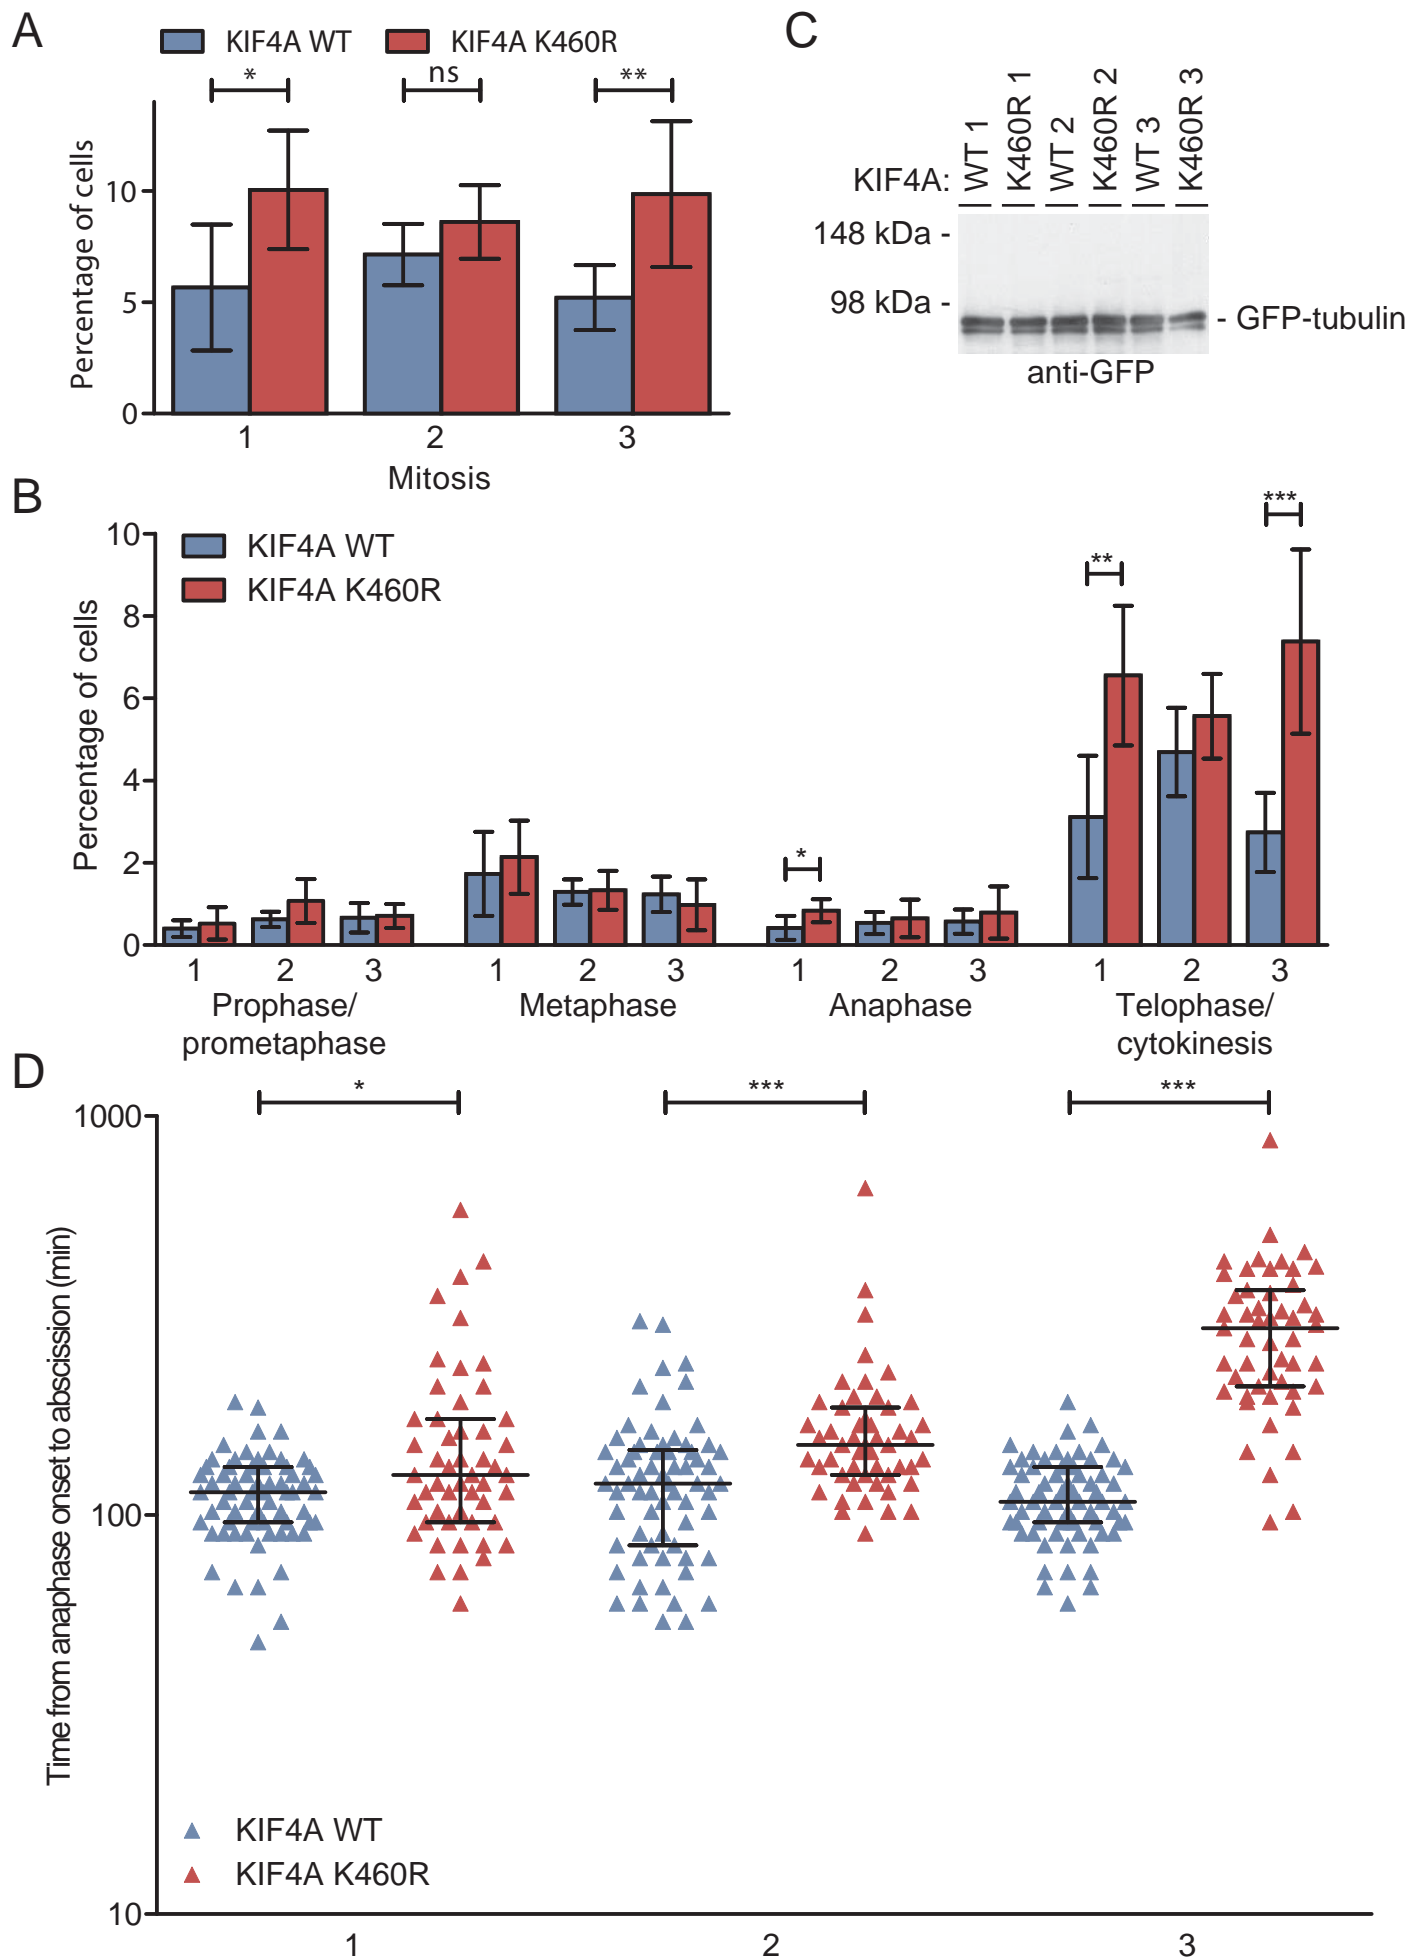 A
KIF4A WT
KIF4A K460R
*
ns
**
Percentage of cells
10
5
0
1
2
3
Mitosis
C
KIF4A:
WT 1
K460R 1
WT 2
K460R 2
WT 3
K460R 3
148 kDa -
98 kDa -
- GFP-tubulin
anti-GFP
B
KIF4A WT
KIF4A K460R
Percentage of cells
10
8
6
4
2
0
*
**
***
1 2 3
1 2 3
1 2 3
1 2 3
Prophase/
prometaphase
Metaphase
Anaphase
Telophase/
cytokinesis
D
*
***
***
Time from anaphase onset to abscission (min)
1000
100
10
KIF4A WT
KIF4A K460R
1
2
3